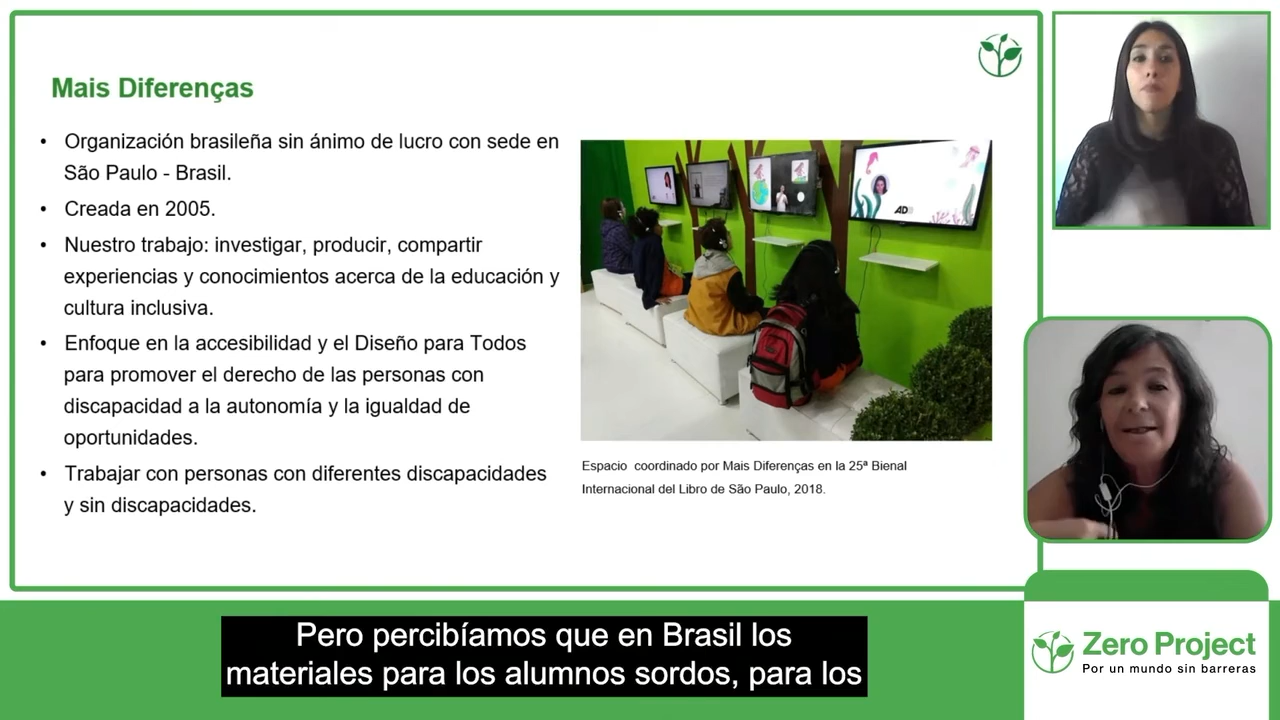 Mais Diferenças
• Organización brasileña sin ánimo de lucro con sede en
São Paulo - Brasil.
• Creada en 2005.
• Nuestro trabajo: investigar, producir, compartir
experiencias y conocimientos acerca de la educación y
cultura inclusiva.
• Enfoque en la accesibilidad y el Diseño para Todos
para promover el derecho de las personas con
discapacidad a la autonomía y la igualdad de
oportunidades.
• Trabajar con personas con diferentes discapacidades
y sin discapacidades.
AD
Espacio coordinado por Mais Diferenças en la 25ª Bienal
Internacional del Libro de São Paulo, 2018.
Pero percibíamos que en Brasil los
materiales para los alumnos sordos, para los
Zero Project
Por un mundo sin barreras